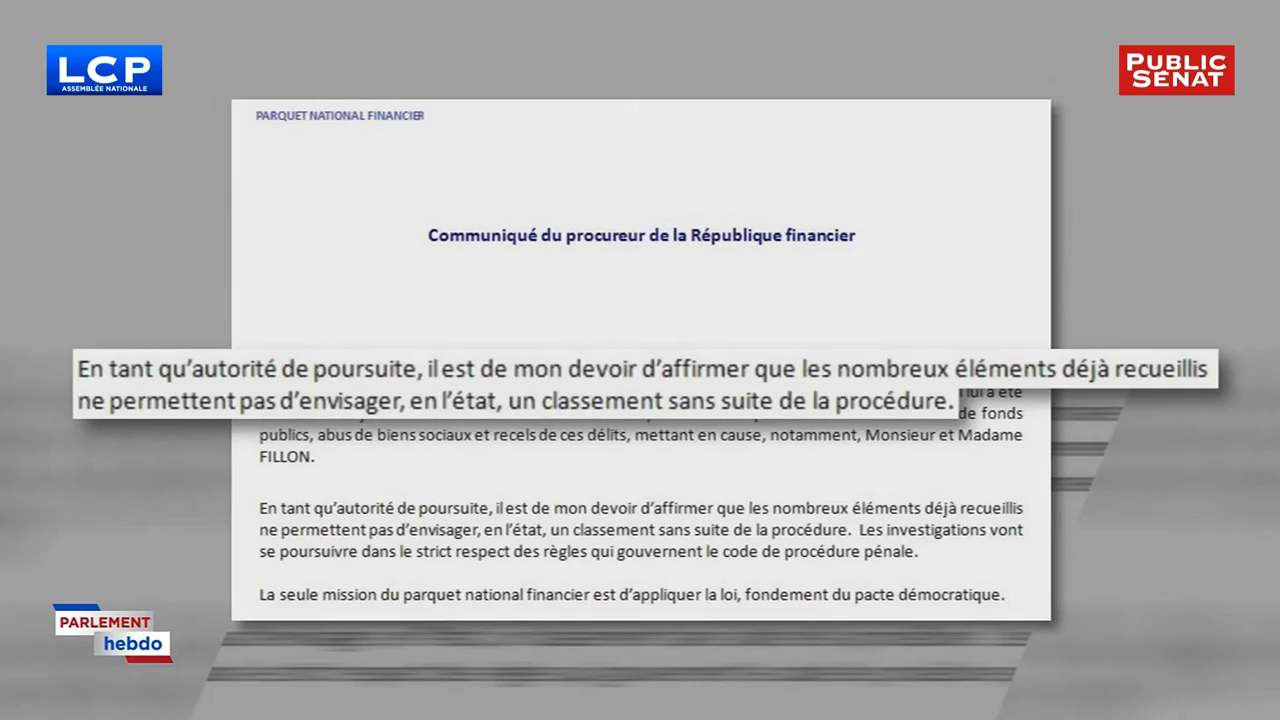 LCP
ASSEMBLÉE NATIONALE
PUBLIC
SÉNAT
PARQUET NATIONAL FINANCIER
Communiqué du procureur de la République financier
En tant qu'autorité de poursuite, il est de mon devoir d'affirmer que les nombreux éléments déjà recueillis
ne permettent pas d'envisager, en l'état, un classement sans suite de la procédure.
de fonds
publics, abus de biens sociaux et recels de ces délits, mettant en cause, notamment, Monsieur et Madame
FILLON.
En tant qu'autorité de poursuite, il est de mon devoir d'affirmer que les nombreux éléments déjà recueillis
ne permettent pas d'envisager, en l'état, un classement sans suite de la procédure. Les investigations vont
se poursuivre dans le strict respect des règles qui gouvernent le code de procédure pénale.
La seule mission du parquet national financier est d'appliquer la loi, fondement du pacte démocratique.
PARLEMENT
hebdo